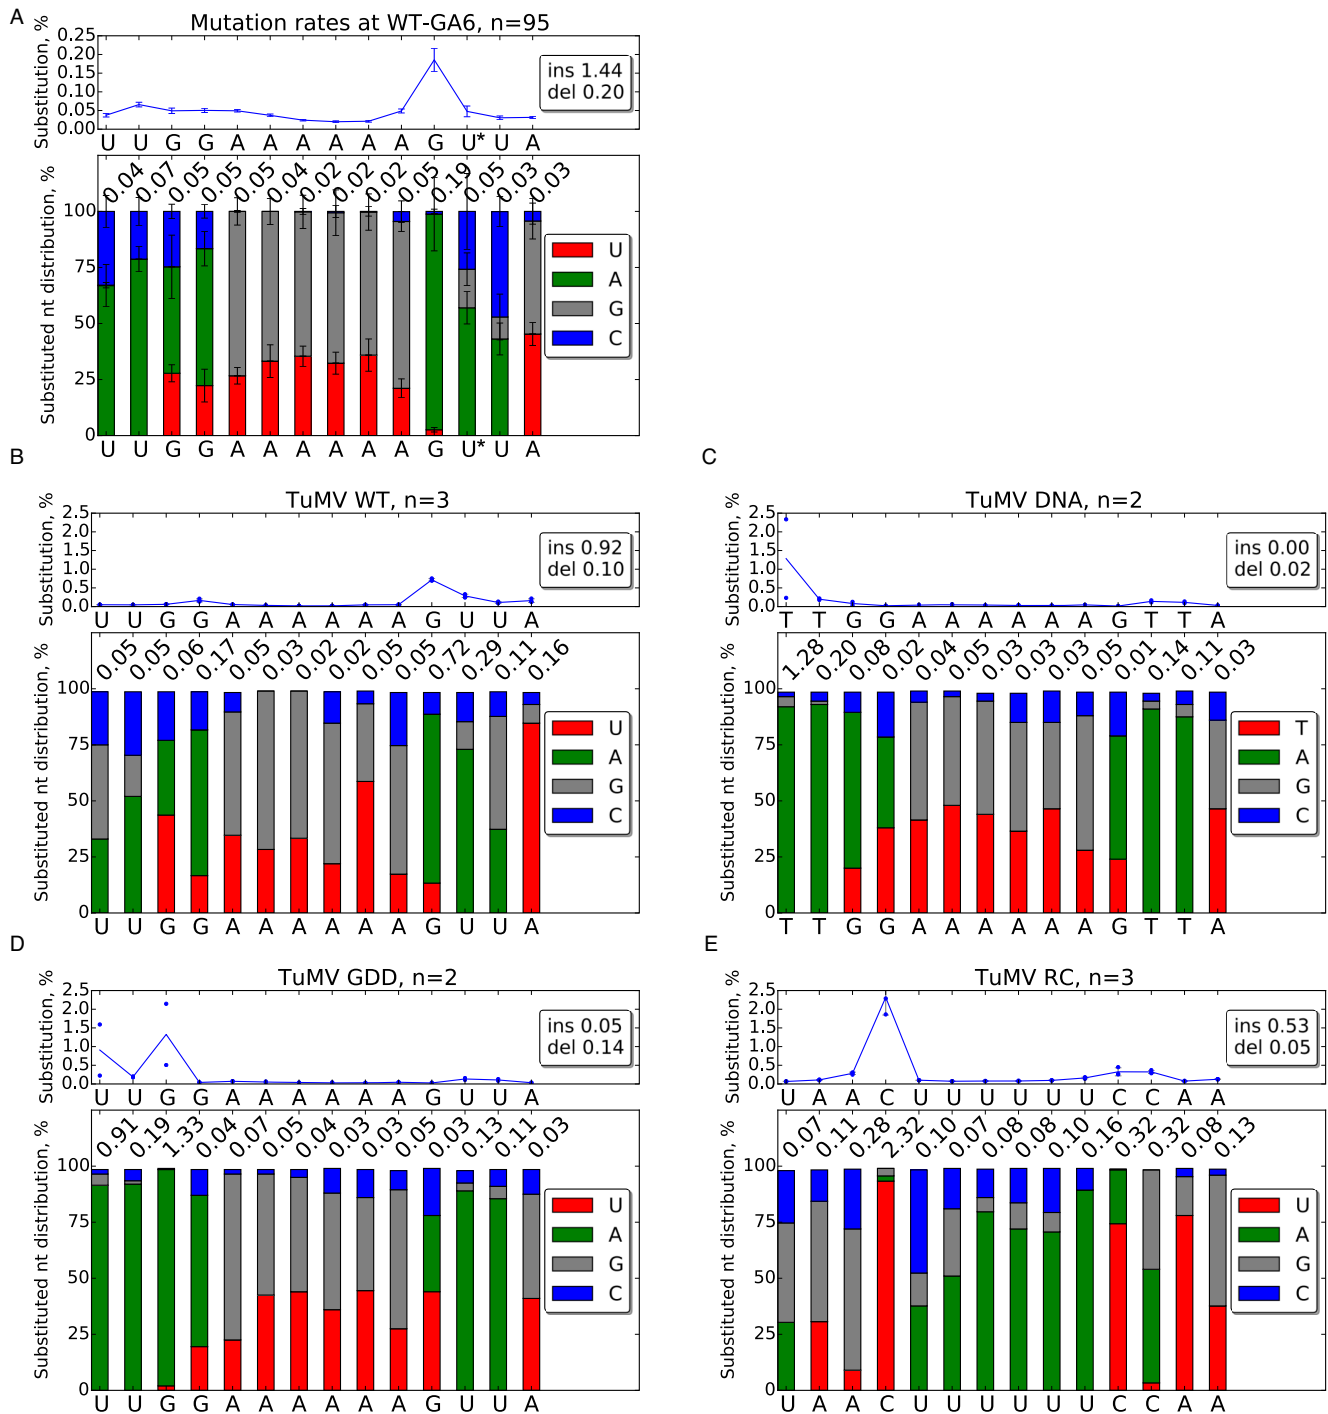 A
Mutation rates at WT-GA6, n=95
Substitution, %
0.25
0.20
0.15
0.10
0.05
0.00
ins 1.44
del 0.20
U U G G A A A A A A G U* U A
Substituted nt distribution, %
0.04 0.07 0.05 0.05 0.05 0.04 0.02 0.02 0.02 0.05 0.19 0.05 0.03 0.03
100
75
50
25
0
U
A
G
C
U U G G A A A A A A G U* U A
B
TuMV WT, n=3
Substitution, %
2.5
2.0
1.5
1.0
0.5
0.0
ins 0.92
del 0.10
U U G G A A A A A A G U U A
Substituted nt distribution, %
0.05 0.05 0.06 0.17 0.05 0.03 0.02 0.02 0.05 0.05 0.72 0.29 0.11 0.16
100
75
50
25
0
U
A
G
C
U U G G A A A A A A G U U A
C
TuMV DNA, n=2
Substitution, %
2.5
2.0
1.5
1.0
0.5
0.0
ins 0.00
del 0.02
T T G G A A A A A A G T T A
Substituted nt distribution, %
1.28 0.20 0.08 0.02 0.04 0.05 0.03 0.03 0.03 0.05 0.01 0.14 0.11 0.03
100
75
50
25
0
T
A
G
C
T T G G A A A A A A G T T A
D
TuMV GDD, n=2
Substitution, %
2.5
2.0
1.5
1.0
0.5
0.0
ins 0.05
del 0.14
U U G G A A A A A A G U U A
Substituted nt distribution, %
0.91 0.19 1.33 0.04 0.07 0.05 0.04 0.03 0.03 0.05 0.03 0.13 0.11 0.03
100
75
50
25
0
U
A
G
C
U U G G A A A A A A G U U A
E
TuMV RC, n=3
Substitution, %
2.5
2.0
1.5
1.0
0.5
0.0
ins 0.53
del 0.05
U A A C U U U U U U C C A A
Substituted nt distribution, %
0.07 0.11 0.28 2.32 0.10 0.07 0.08 0.08 0.10 0.16 0.32 0.32 0.08 0.13
100
75
50
25
0
U
A
G
C
U A A C U U U U U U C C A A